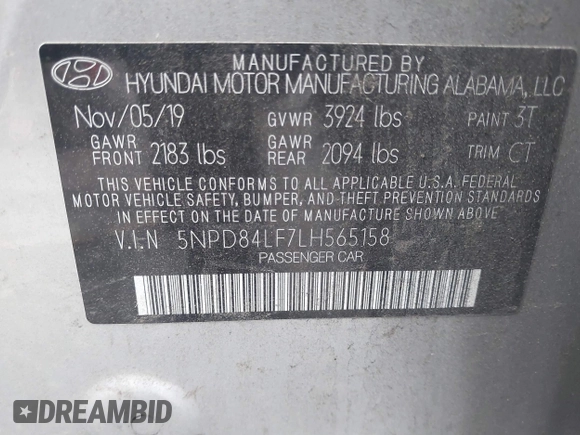 MANUFACTURED BY
HYUNDAI MOTOR MANUFACTURING ALABAMA, LLC
Nov/05/19 GVWR 3924 lbs PAINT 3T
GAWR FRONT 2183 lbs GAWR REAR 2094 lbs TRIM CT
THIS VEHICLE CONFORMS TO ALL APPLICABLE U.S.A. FEDERAL
MOTOR VEHICLE SAFETY, BUMPER, AND THEFT PREVENTION STANDARDS
IN EFFECT ON THE DATE OF MANUFACTURE SHOWN ABOVE
V.I.N 5NPD84LF7LH565158
PASSENGER CAR
DREAMBID